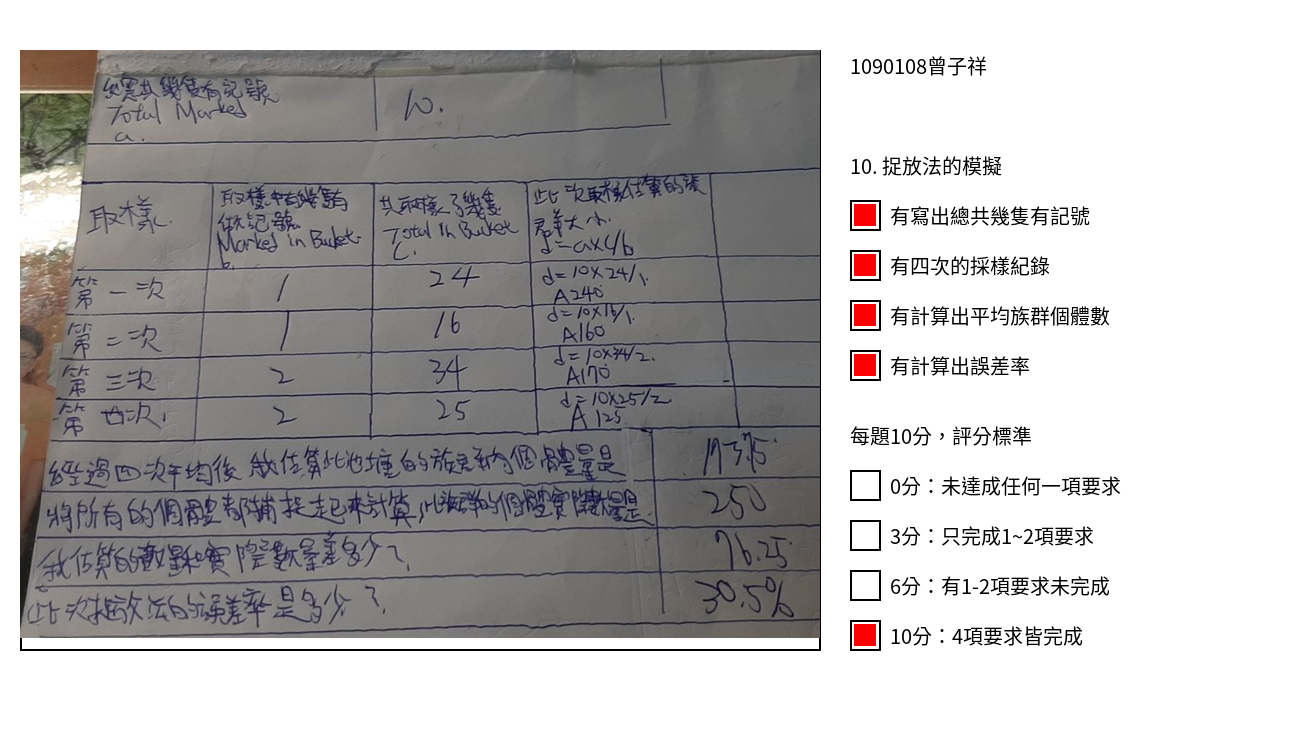 總共幾隻有記號
Total Marked
a.
10.
取樣
取樣中有幾隻有
做記號
Marked in Bucket
b.
共取樣了幾隻
Total in Bucket
C.
此次取樣估算的族
群大小
d=a×c/b
第一次
1
24
d=10×24/1.
A 240
第二次
1
16
d=10×16/1.
A160
第三次
2
34
d=10×34/2.
A170
第四次
2
25
d=10×25/2
A 125
經過四次平均後 我估算此池塘的族群的個體量是
173.75
將所有的個體都捕捉起來計算,此族群的個體實際數量是
250
我估算的數量和實際數量差多少?
76.25
此次捉放法的誤差率是多少?
30.5%
1090108曾子祥
10. 捉放法的模擬
有寫出總共幾隻有記號
有四次的採樣紀錄
有計算出平均族群個體數
有計算出誤差率
每題10分，評分標準
0分：未達成任何一項要求
3分：只完成1~2項要求
6分：有1-2項要求未完成
10分：4項要求皆完成